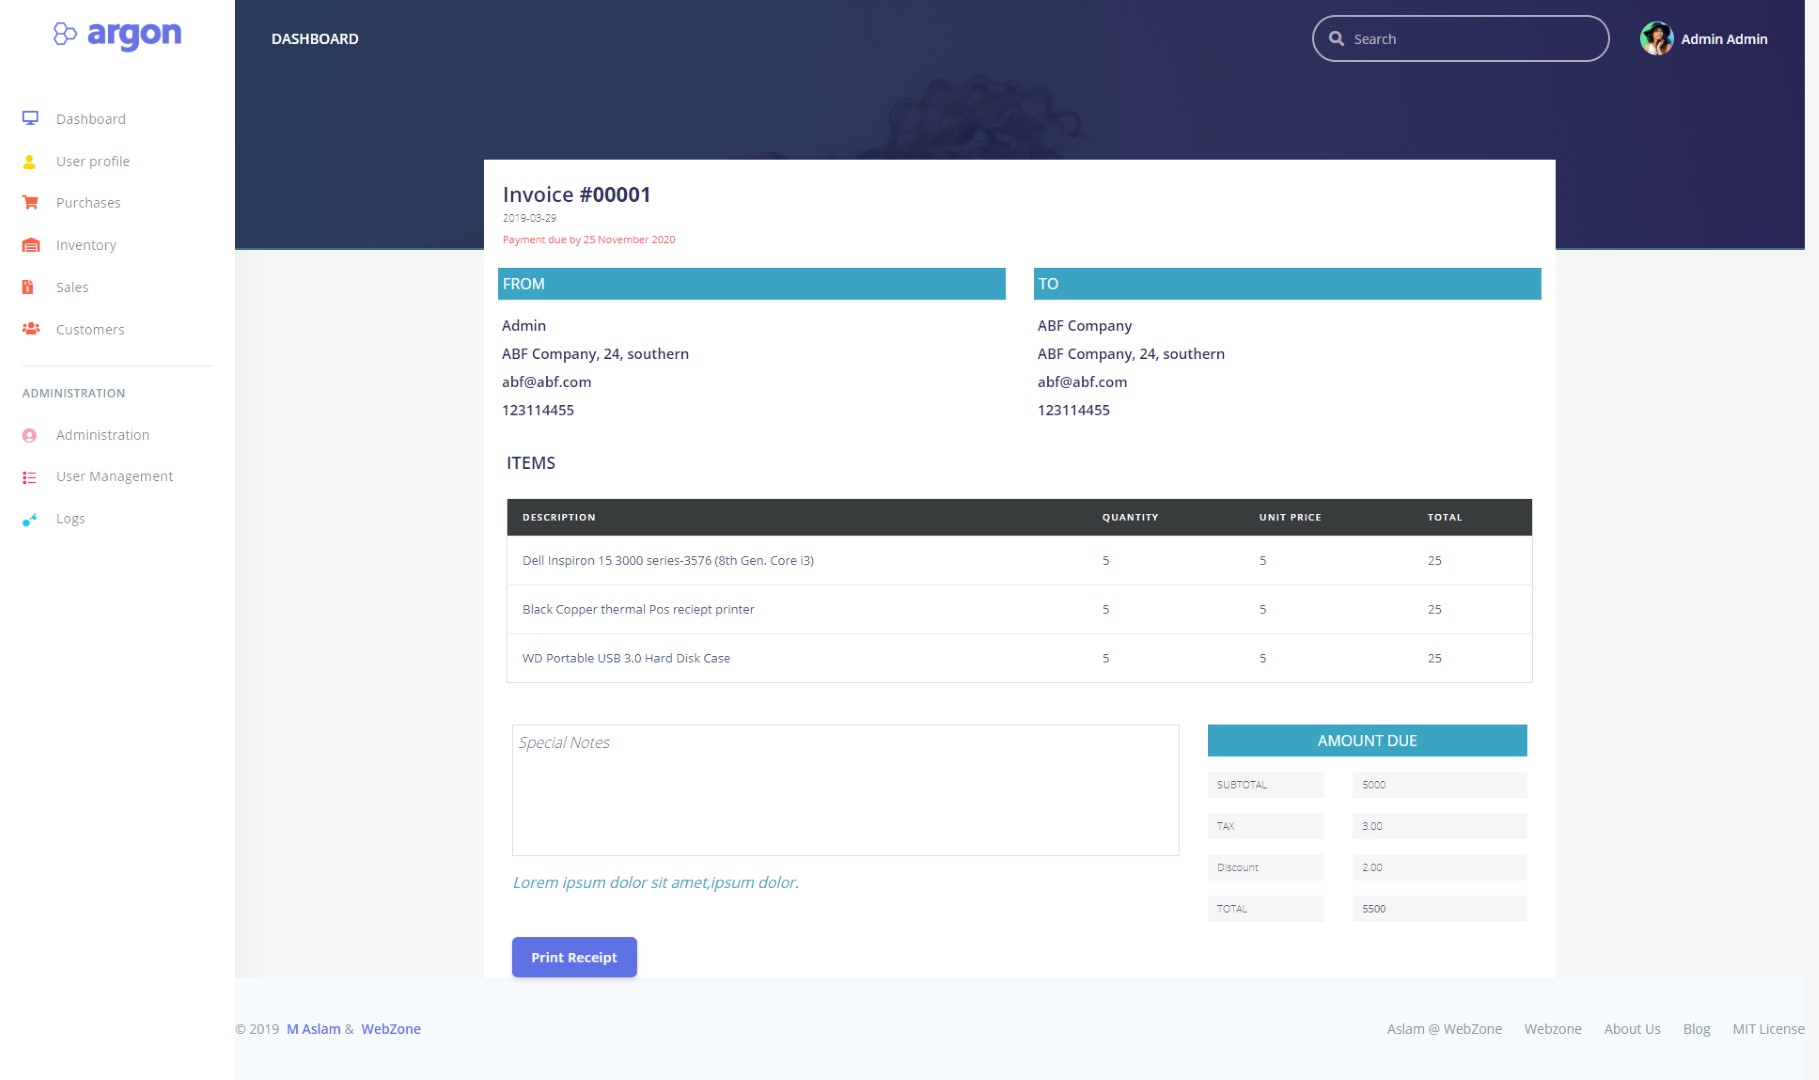 argon
DASHBOARD
Search
Admin Admin
Dashboard
User profile
Purchases
Inventory
Sales
Customers
ADMINISTRATION
Administration
User Management
Logs
Invoice #00001
2019-03-29
Payment due by 25 November 2020
FROM
TO
Admin
ABF Company, 24, southern
abf@abf.com
123114455
ABF Company
ABF Company, 24, southern
abf@abf.com
123114455
ITEMS
DESCRIPTION QUANTITY UNIT PRICE TOTAL
Dell Inspiron 15 3000 series-3576 (8th Gen. Core i3) 5 5 25
Black Copper thermal Pos reciept printer 5 5 25
WD Portable USB 3.0 Hard Disk Case 5 5 25
Special Notes
Lorem ipsum dolor sit amet,ipsum dolor.
AMOUNT DUE
SUBTOTAL 5000
TAX 3.00
Discount 2.00
TOTAL 5500
Print Receipt
© 2019 M Aslam & WebZone
Aslam @ WebZone Webzone About Us Blog MIT License